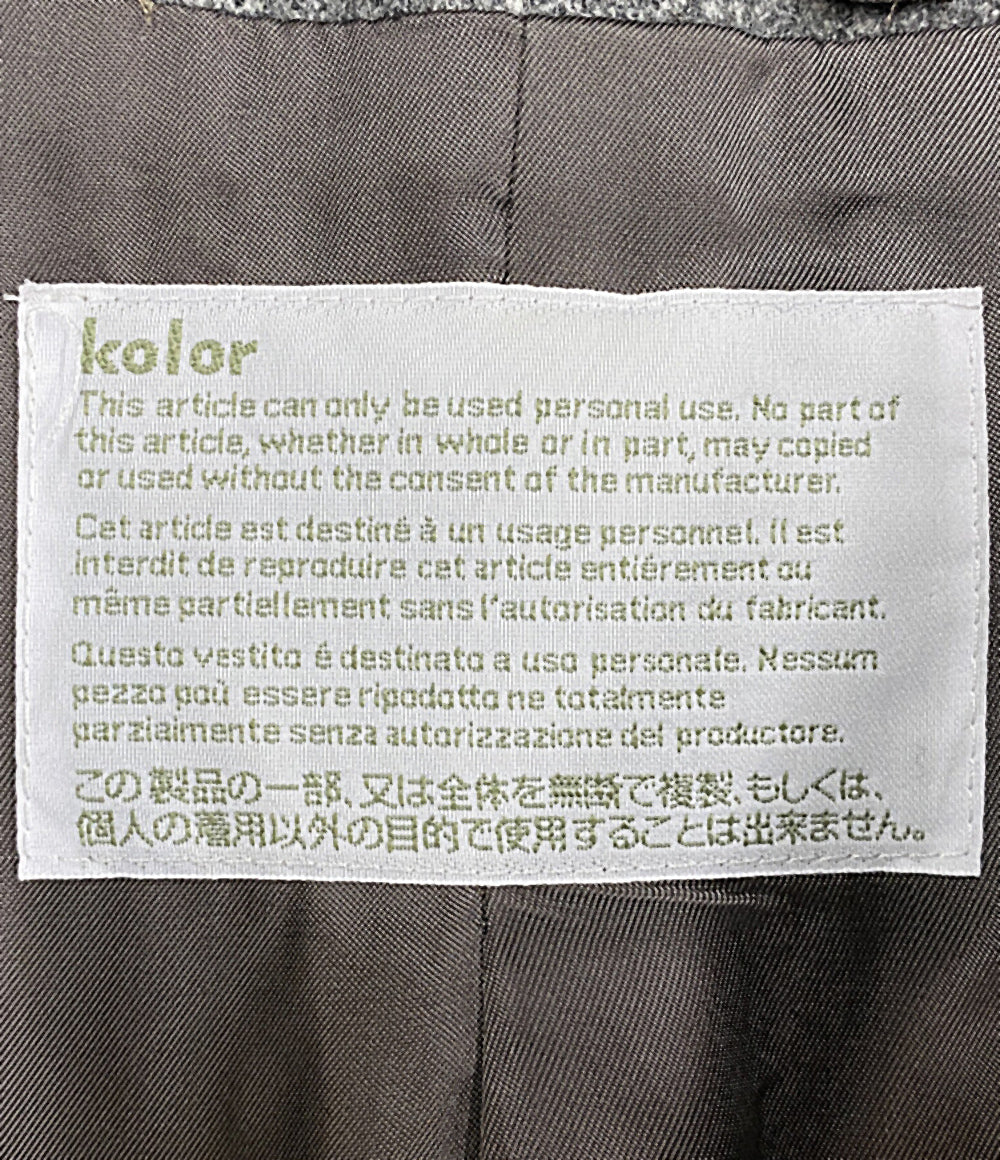 kolor
This article can only be used personal use. No part of
this article, whether in whole or in part, may copied
or used without the consent of the manufacturer.
Cet article est destiné à un usage personnel. Il est
interdit de reproduire cet article entiérement ou
même partiellement sans l'autorisation du fabricant.
Questo vestito é destinato a uso personale. Nessum
pezzo poú essere ripodotto ne totalmente
parzialmente senza autorizzazione del productore.
この製品の一部、又は全体を無断で複製、もしくは、
個人の着用以外の目的で使用することは出来ません。